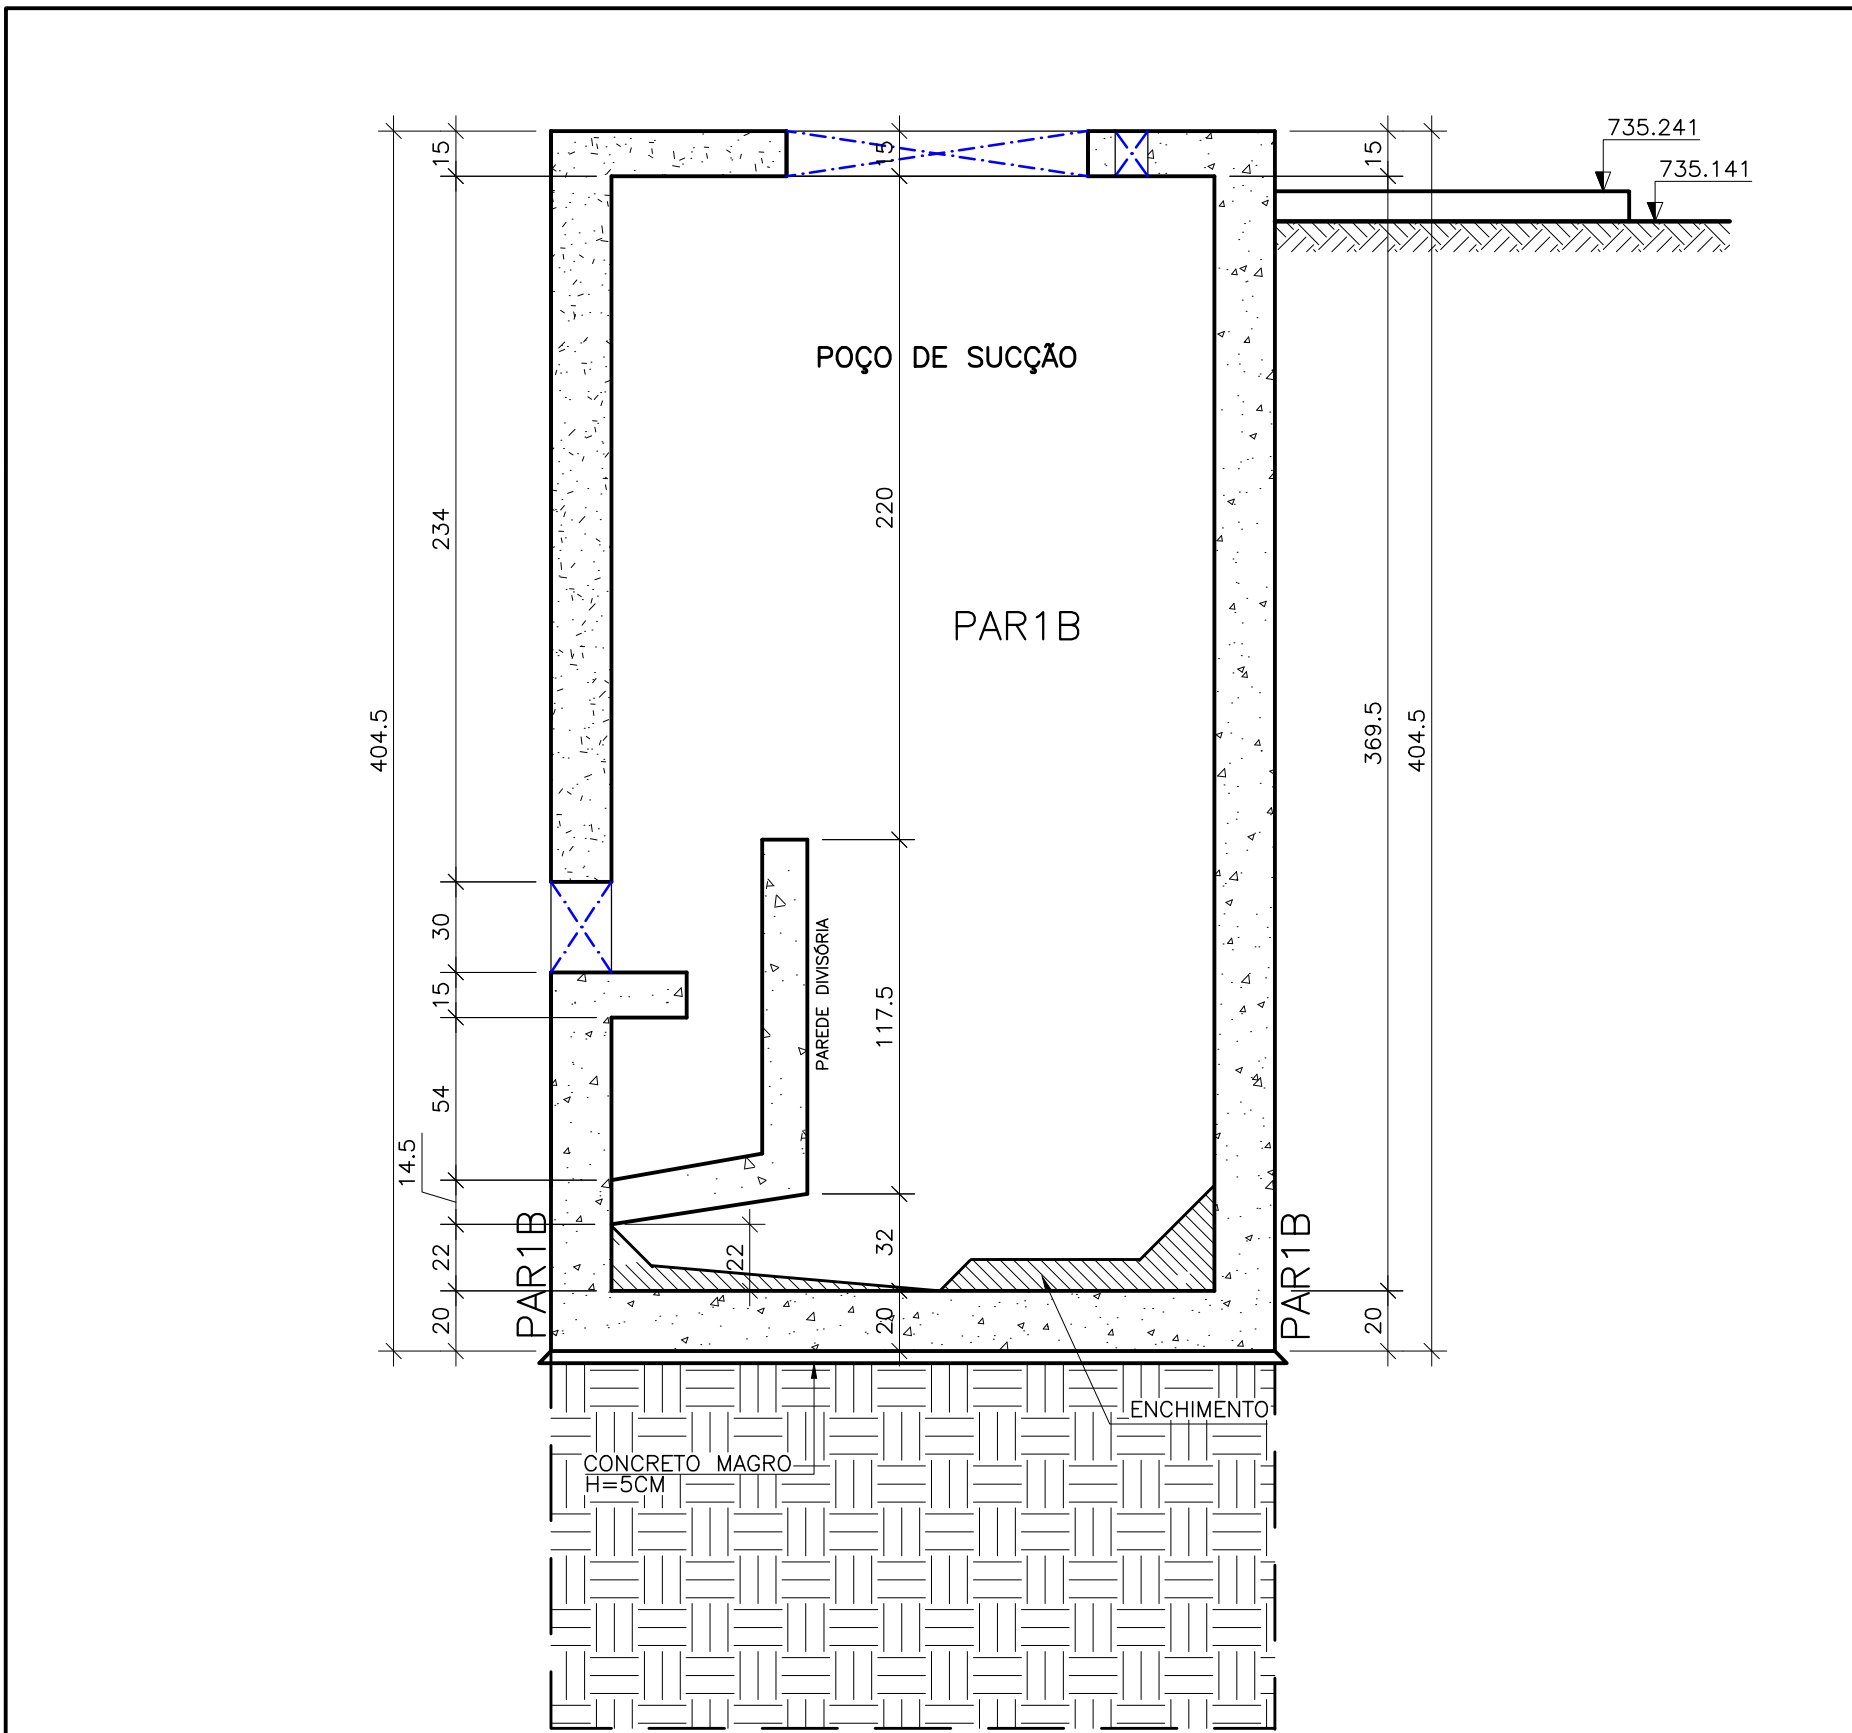 735.241
735.141
15
15
15
POÇO DE SUCÇÃO
234
220
PAR1B
404.5
369.5
404.5
30
15
PAREDE DIVISÓRIA
117.5
54
14.5
PAR1B
PAR1B
22
22
32
20
20
20
ENCHIMENTO
CONCRETO MAGRO
H=5CM